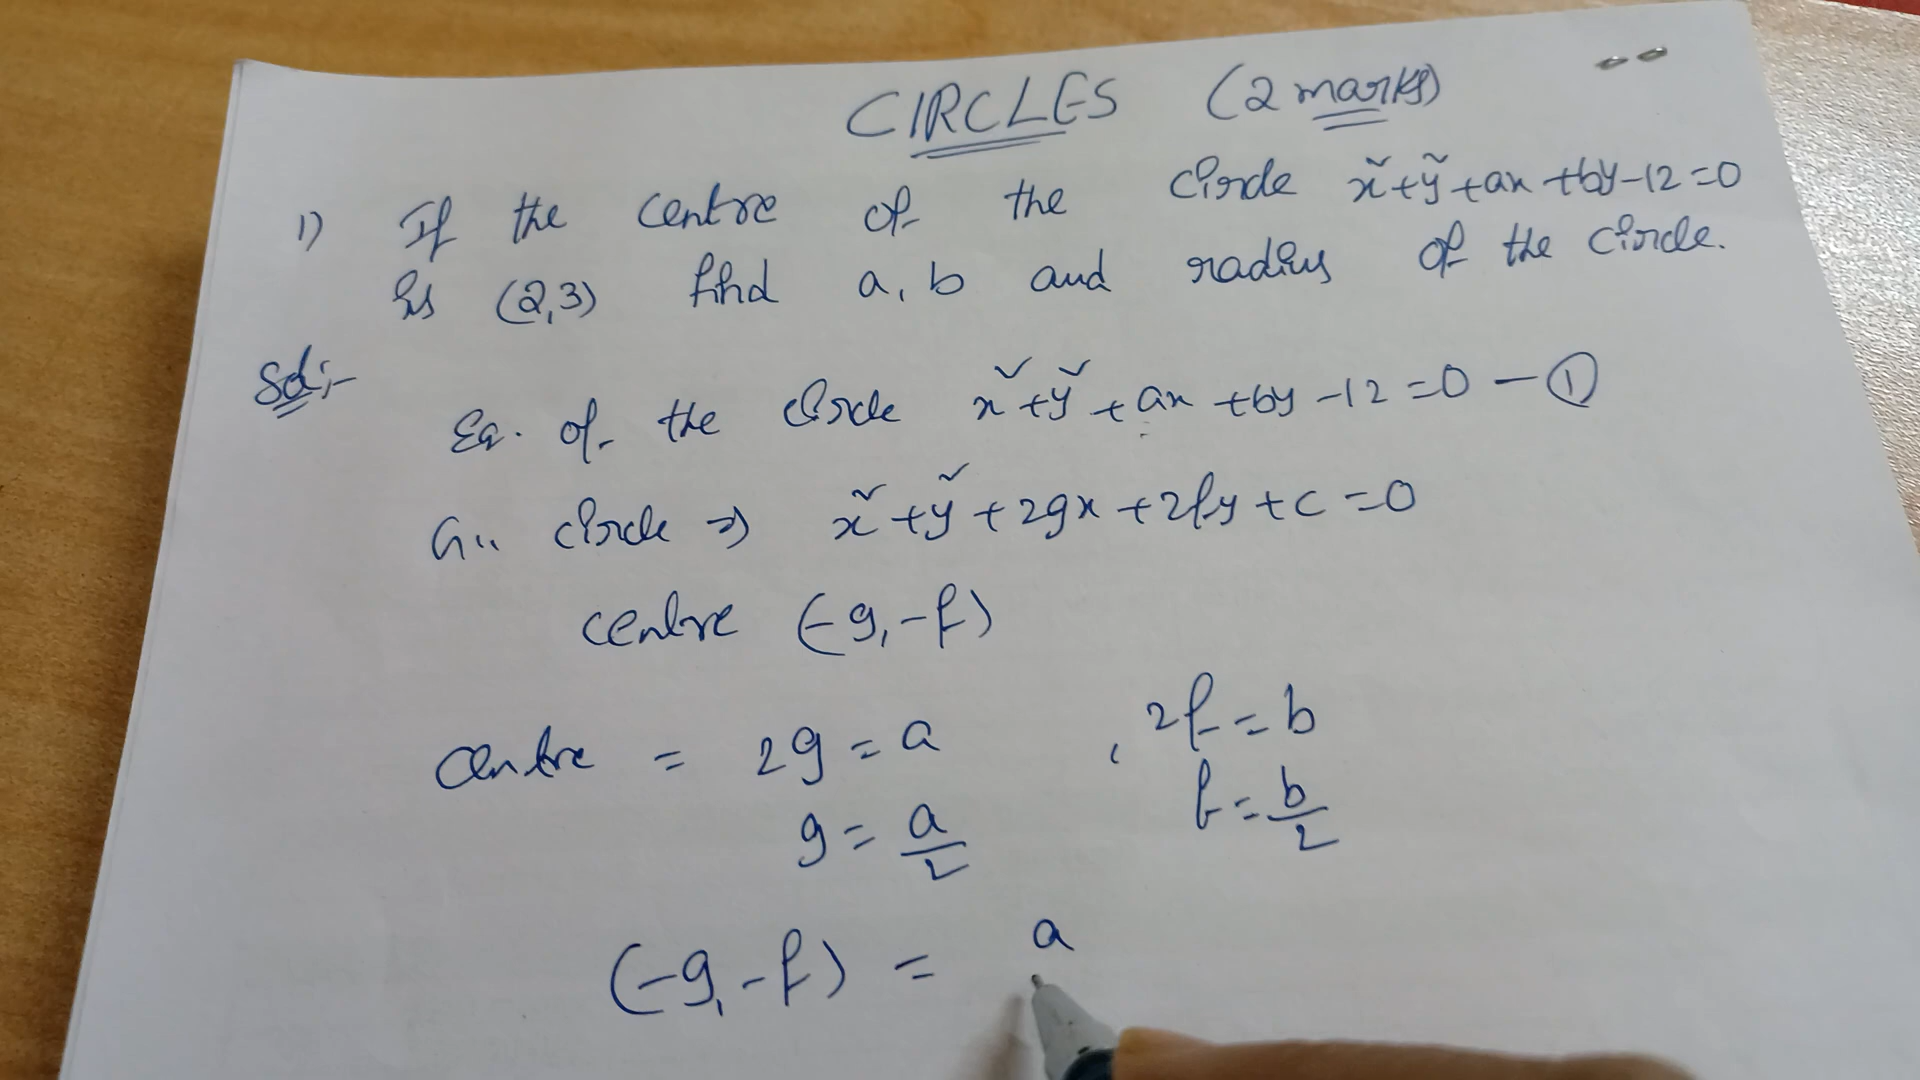 CIRCLES (2 marks)
1) If the centre of the circle x²+y²+ax+by-12=0
is (2,3) find a, b and radius of the circle.
Sol:-
Eq. of the circle x²+y²+ax+by-12=0 — ①
G.. circle ⇒ x²+y²+2gx+2fy+c=0
centre (-g,-f)
centre = 2g = a , 2f = b
g = a/2 f = b/2
(-g,-f) = a